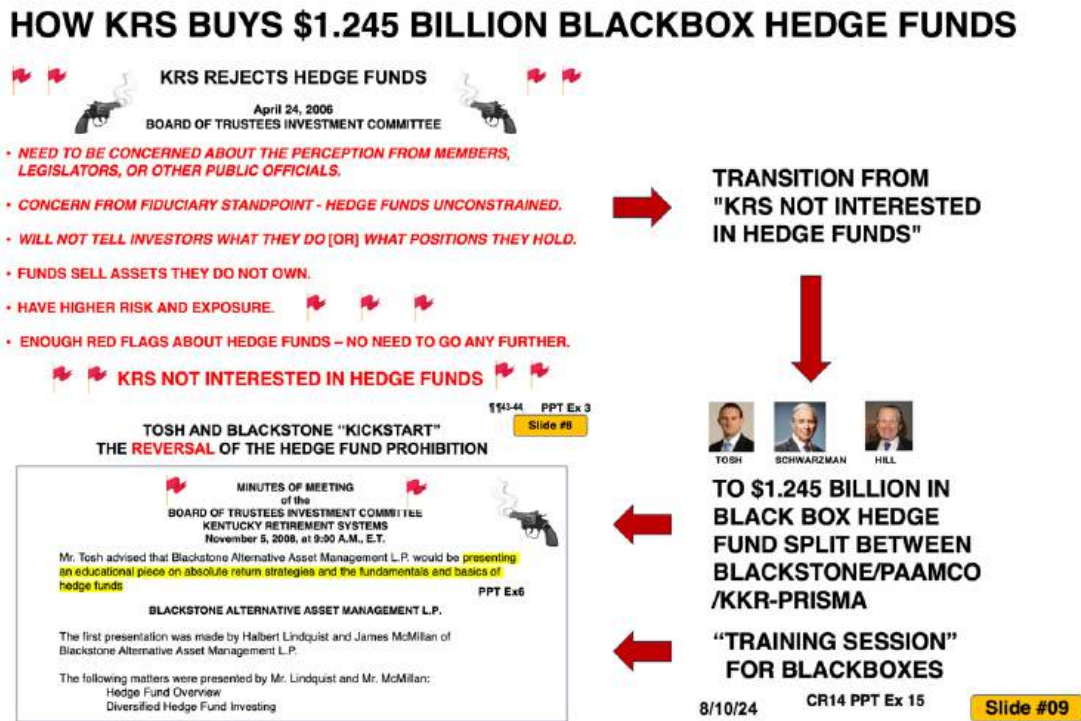 HOW KRS BUYS $1.245 BILLION BLACKBOX HEDGE FUNDS
KRS REJECTS HEDGE FUNDS
April 24, 2006
BOARD OF TRUSTEES INVESTMENT COMMITTEE
• NEED TO BE CONCERNED ABOUT THE PERCEPTION FROM MEMBERS,
LEGISLATORS, OR OTHER PUBLIC OFFICIALS.
• CONCERN FROM FIDUCIARY STANDPOINT - HEDGE FUNDS UNCONSTRAINED.
• WILL NOT TELL INVESTORS WHAT THEY DO [OR] WHAT POSITIONS THEY HOLD.
• FUNDS SELL ASSETS THEY DO NOT OWN.
• HAVE HIGHER RISK AND EXPOSURE.
• ENOUGH RED FLAGS ABOUT HEDGE FUNDS – NO NEED TO GO ANY FURTHER.
KRS NOT INTERESTED IN HEDGE FUNDS
¶¶43-44 PPT Ex 3
Slide #8
TOSH AND BLACKSTONE “KICKSTART”
THE REVERSAL OF THE HEDGE FUND PROHIBITION
MINUTES OF MEETING
of the
BOARD OF TRUSTEES INVESTMENT COMMITTEE
KENTUCKY RETIREMENT SYSTEMS
November 5, 2008, at 9:00 A.M., E.T.
Mr. Tosh advised that Blackstone Alternative Asset Management L.P. would be presenting
an educational piece on absolute return strategies and the fundamentals and basics of
hedge funds
PPT Ex6
BLACKSTONE ALTERNATIVE ASSET MANAGEMENT L.P.
The first presentation was made by Halbert Lindquist and James McMillan of
Blackstone Alternative Asset Management L.P.
The following matters were presented by Mr. Lindquist and Mr. McMillan:
Hedge Fund Overview
Diversified Hedge Fund Investing
TRANSITION FROM
"KRS NOT INTERESTED
IN HEDGE FUNDS"
TOSH SCHWARZMAN HILL
TO $1.245 BILLION IN
BLACK BOX HEDGE
FUND SPLIT BETWEEN
BLACKSTONE/PAAMCO
/KKR-PRISMA
“TRAINING SESSION”
FOR BLACKBOXES
8/10/24 CR14 PPT Ex 15 Slide #09